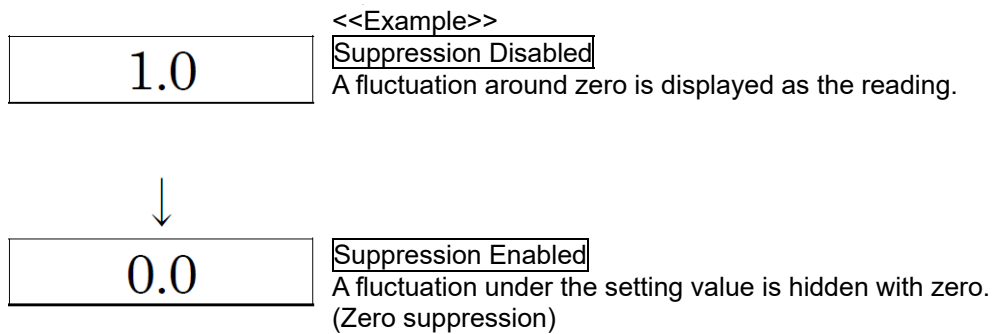 <<Example>>
1.0
Suppression Disabled
A fluctuation around zero is displayed as the reading.
↓
0.0
Suppression Enabled
A fluctuation under the setting value is hidden with zero.
(Zero suppression)